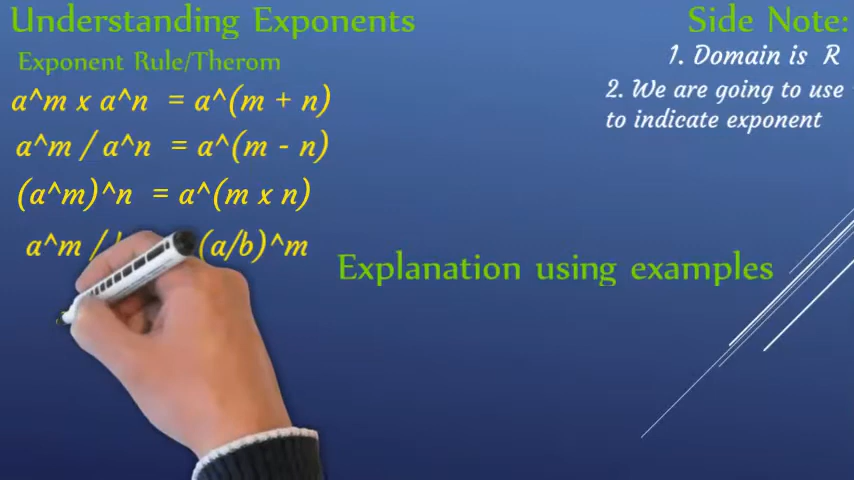 Understanding Exponents
Exponent Rule/Therom
a^m x a^n = a^(m + n)
a^m / a^n = a^(m - n)
(a^m)^n = a^(m x n)
a^m / (a/b)^m
Explanation using examples
Side Note:
1. Domain is R
2. We are going to use
to indicate exponent